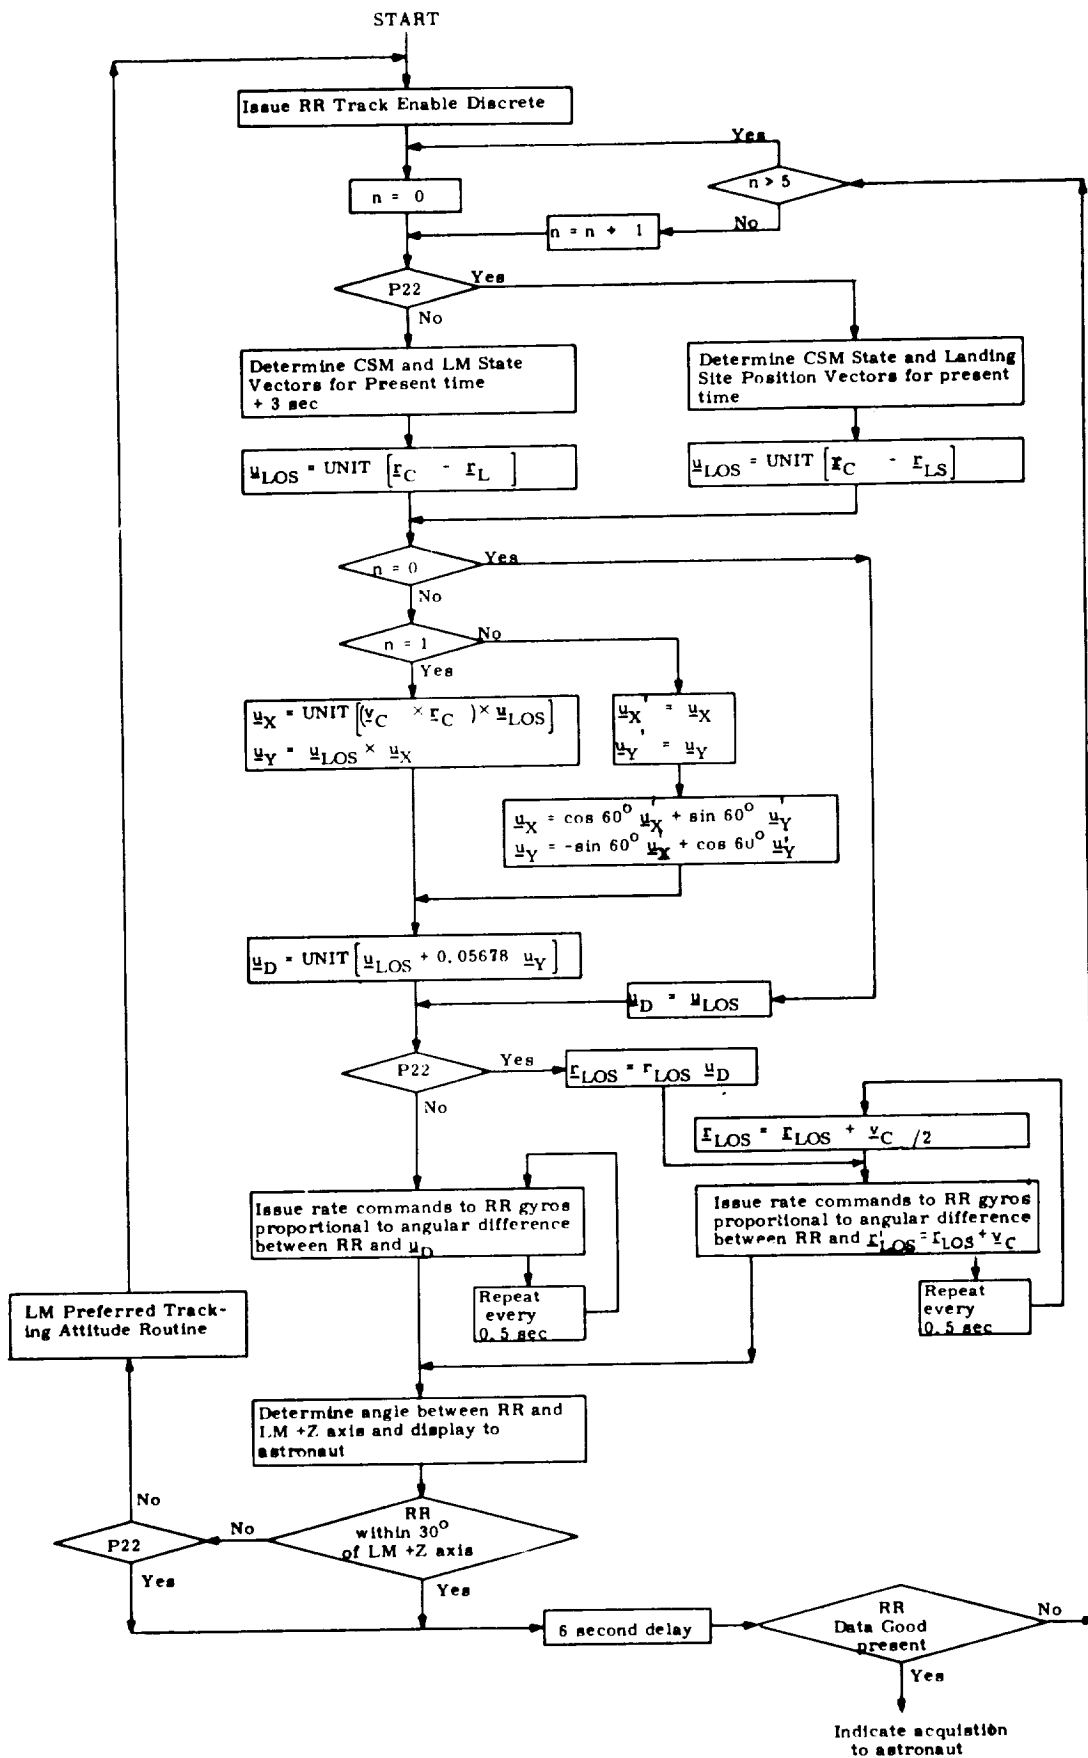 START
Issue RR Track Enable Discrete
Yes
n > 5
n = 0
No
n = n + 1
P22
Yes
No
Determine CSM and LM State
Vectors for Present time
+ 3 sec
Determine CSM State and Landing
Site Position Vectors for present
time
u_LOS = UNIT [r_C - r_L]
u_LOS = UNIT [r_C - r_LS]
n = 0
Yes
No
n = 1
No
Yes
u_X = UNIT [(v_C × r_C) × u_LOS]
u_Y = u_LOS × u_X
u_X' = u_X
u_Y' = u_Y
u_X = cos 60° u_X' + sin 60° u_Y'
u_Y = -sin 60° u_X' + cos 60° u_Y'
u_D = UNIT [u_LOS + 0.05678 u_Y]
u_D = u_LOS
P22
Yes
No
r_LOS = r_LOS u_D
r_LOS = r_LOS + v_C /2
Issue rate commands to RR gyros
proportional to angular difference
between RR and u_D
Issue rate commands to RR gyros
proportional to angular difference
between RR and r'_LOS = r_LOS + v_C
Repeat
every
0.5 sec
Repeat
every
0.5 sec
LM Preferred Track-
ing Attitude Routine
Determine angle between RR and
LM +Z axis and display to
astronaut
No
RR
within 30°
of LM +Z axis
No
P22
Yes
Yes
6 second delay
RR
Data Good
present
No
Yes
Indicate acquistion
to astronaut